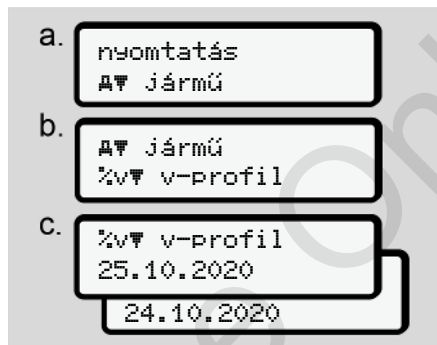 a.
nyomtatás
A▼ jármű
b.
A▼ jármű
%v▼ v-profil
c.
%v▼ v-profil
25.10.2020
24.10.2020